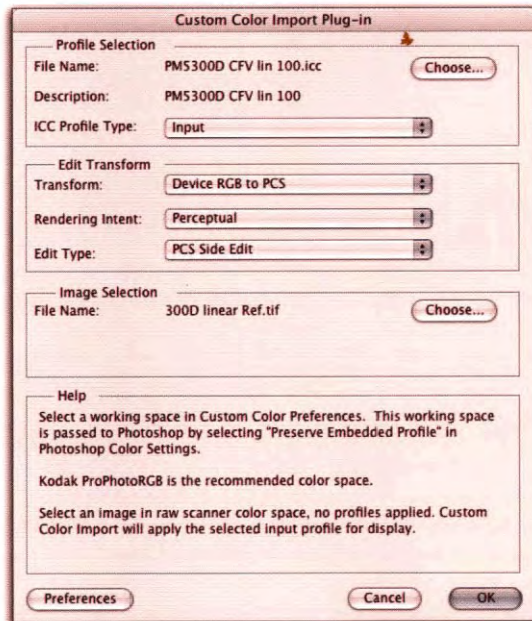 Custom Color Import Plug-in
Profile Selection
File Name: PM5300D CFV lin 100.icc Choose...
Description: PM5300D CFV lin 100
ICC Profile Type: Input
Edit Transform
Transform: Device RGB to PCS
Rendering Intent: Perceptual
Edit Type: PCS Side Edit
Image Selection
File Name: 300D linear Ref.tif Choose...
Help
Select a working space in Custom Color Preferences. This working space
is passed to Photoshop by selecting "Preserve Embedded Profile" in
Photoshop Color Settings.
Kodak ProPhotoRGB is the recommended color space.
Select an image in raw scanner color space, no profiles applied. Custom
Color Import will apply the selected input profile for display.
Preferences Cancel OK